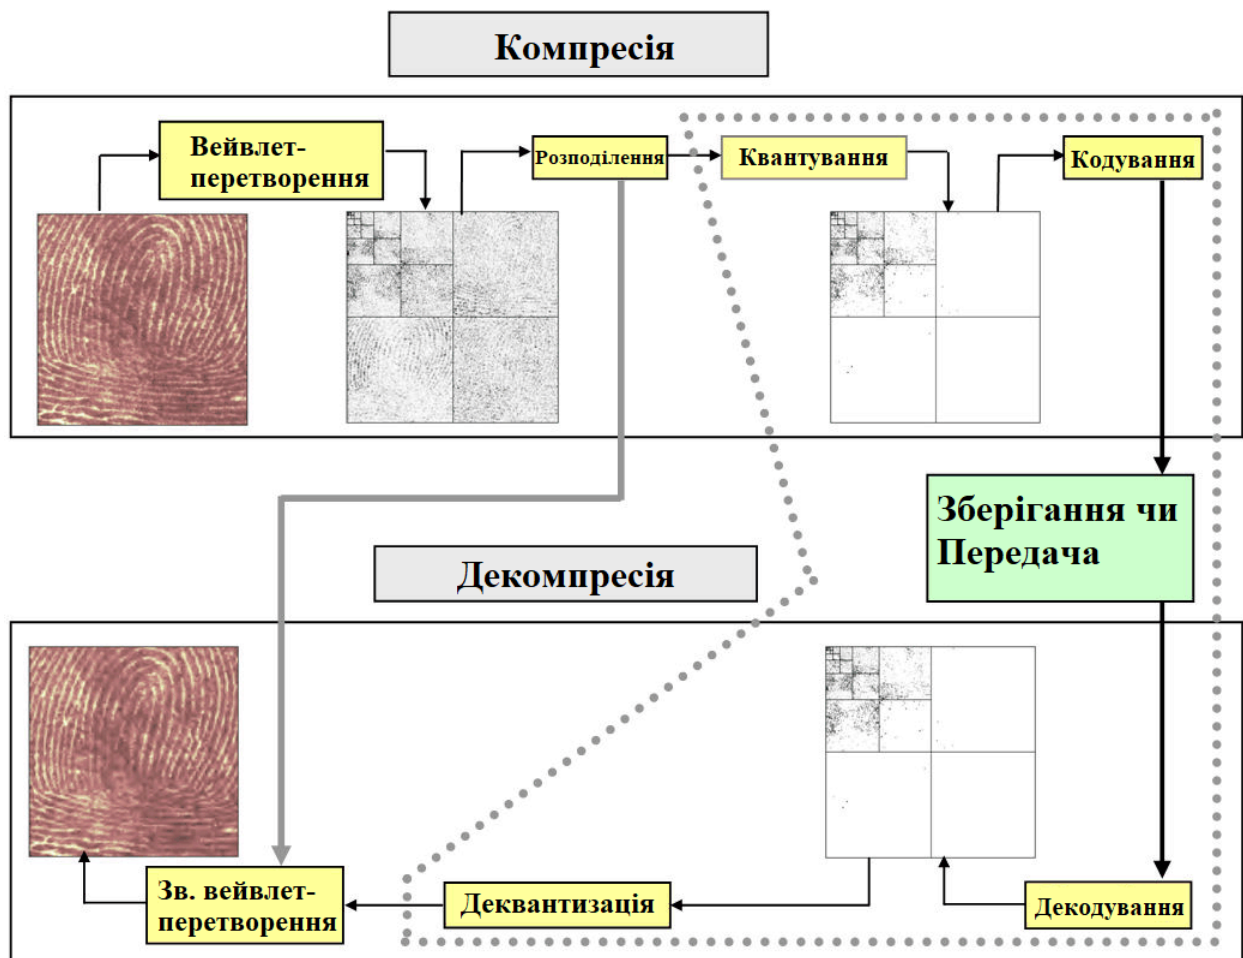 Компресія
Вейвлет-
перетворення
Розподілення
Квантування
Кодування
Зберігання чи
Передача
Декомпресія
Зв. вейвлет-
перетворення
Деквантизація
Декодування